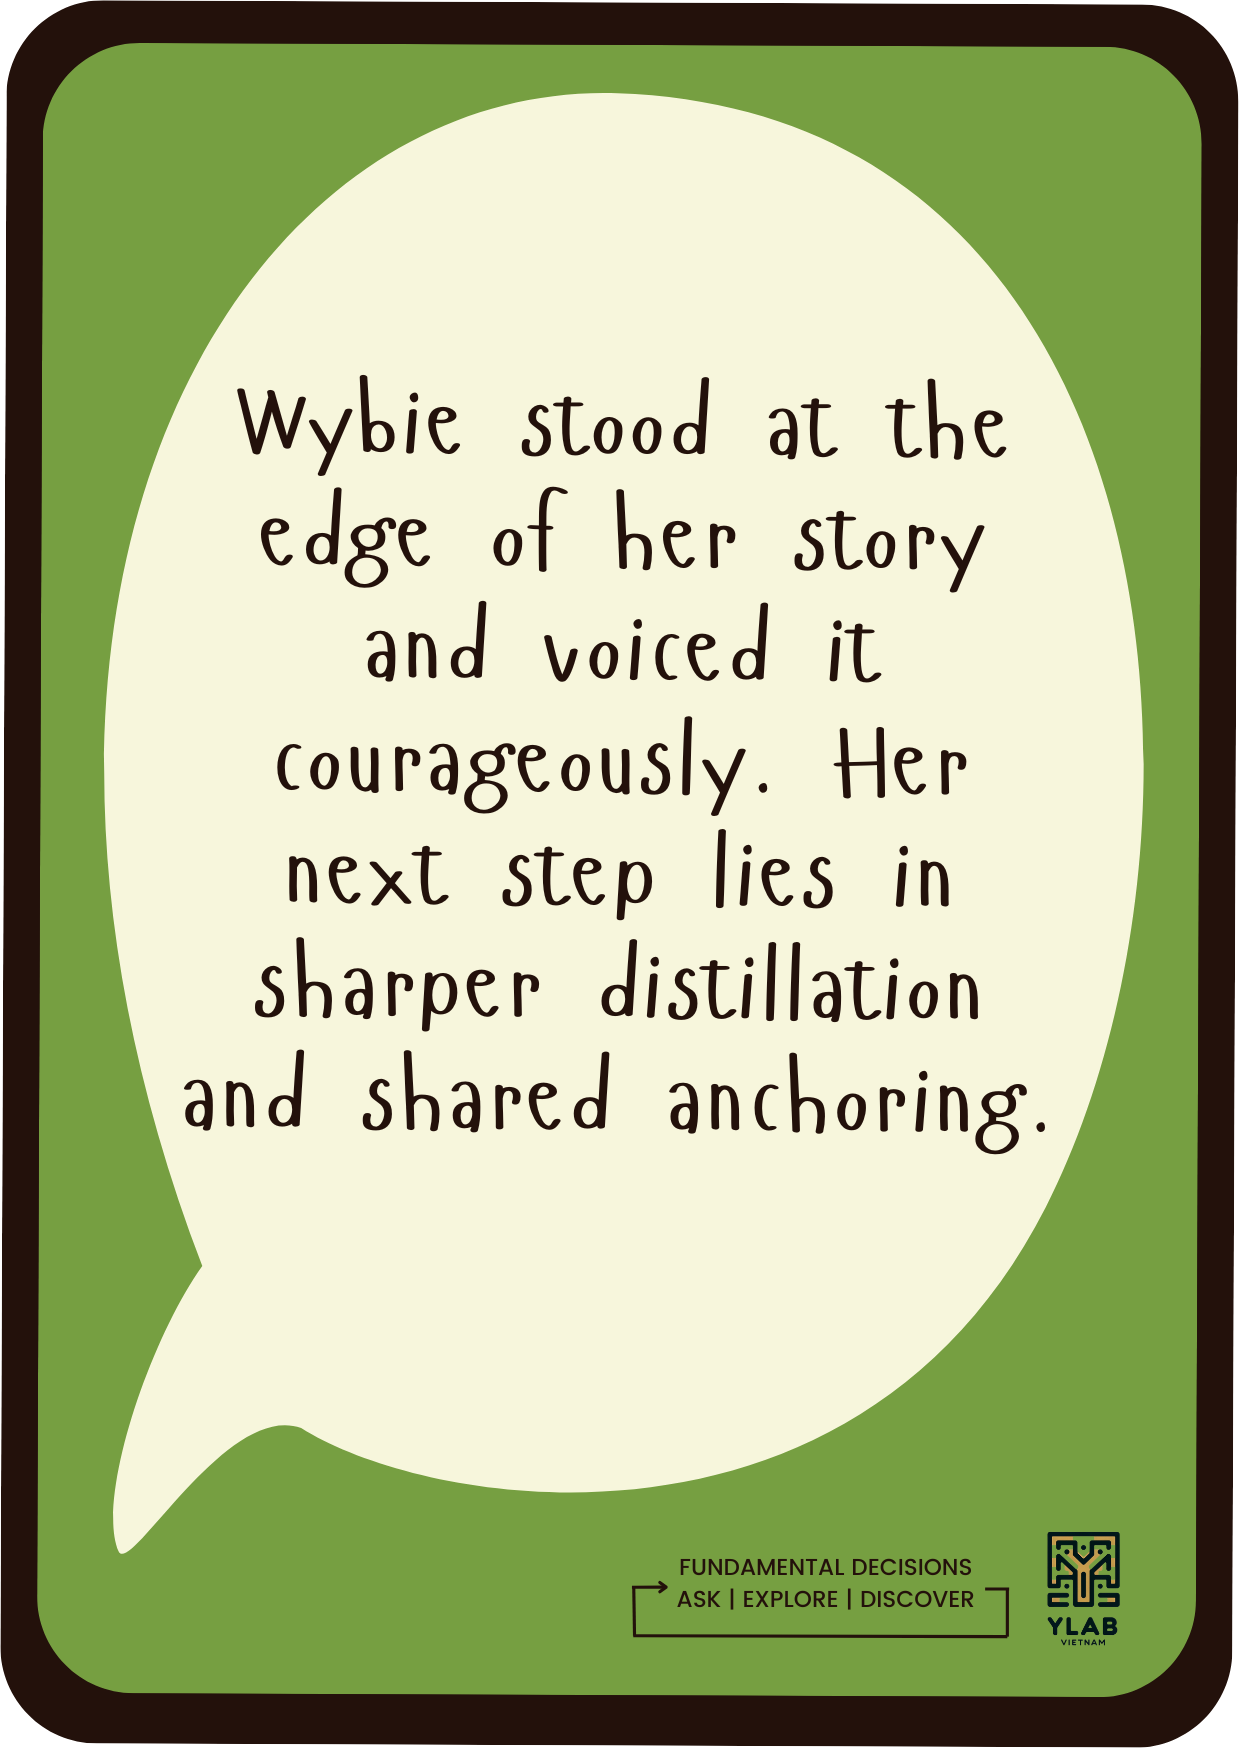 Wybie stood at the
edge of her story
and voiced it
courageously. Her
next step lies in
sharper distillation
and shared anchoring.
FUNDAMENTAL DECISIONS
ASK | EXPLORE | DISCOVER
YLAB
VIETNAM